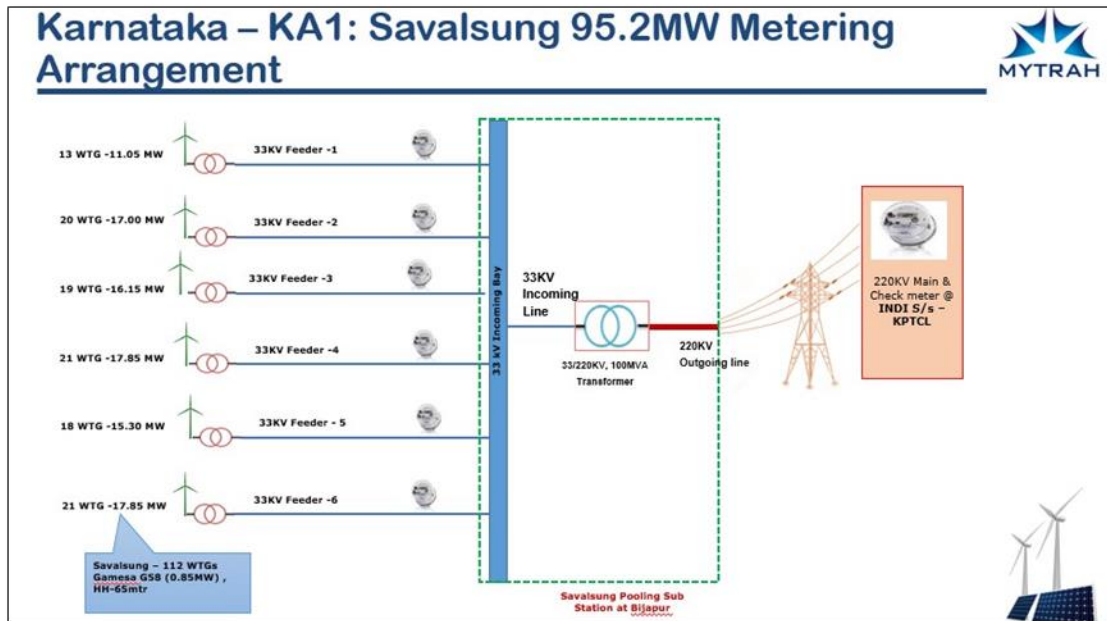 Karnataka – KA1: Savalsung 95.2MW Metering
Arrangement
MYTRAH
13 WTG -11.05 MW
33KV Feeder -1
20 WTG -17.00 MW
33KV Feeder -2
19 WTG -16.15 MW
33KV Feeder -3
21 WTG -17.85 MW
33KV Feeder -4
18 WTG -15.30 MW
33KV Feeder - 5
21 WTG -17.85 MW
33KV Feeder -6
Savalsung – 112 WTGs
Gamesa G58 (0.85MW) ,
HH-65mtr
33 kV Incoming Bay
33KV
Incoming
Line
33/220KV, 100MVA
Transformer
220KV
Outgoing line
220KV Main &
Check meter @
INDI S/s –
KPTCL
Savalsung Pooling Sub
Station at Bijapur